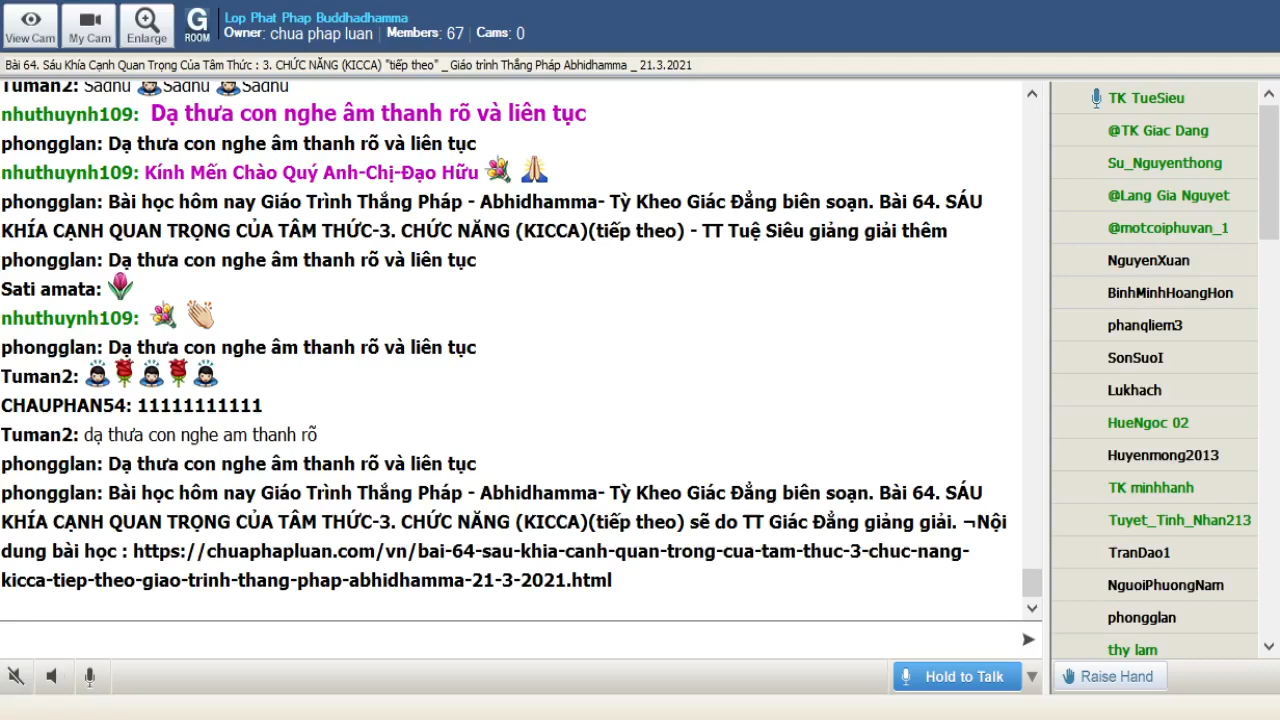 View Cam
My Cam
Enlarge
G
ROOM
Lop Phat Phap Buddhadhamma
Owner: chua phap luan | Members: 67 | Cams: 0
Bài 64. Sáu Khía Cạnh Quan Trọng Của Tâm Thức : 3. CHỨC NĂNG (KICCA) "tiếp theo" _ Giáo trình Thắng Pháp Abhidhamma _ 21.3.2021
Tuman2: Sadhu Sadhu Sadhu
nhuthuynh109: Dạ thưa con nghe âm thanh rõ và liên tục
phongglan: Dạ thưa con nghe âm thanh rõ và liên tục
nhuthuynh109: Kính Mến Chào Quý Anh-Chị-Đạo Hữu
phongglan: Bài học hôm nay Giáo Trình Thắng Pháp - Abhidhamma- Tỳ Kheo Giác Đẳng biên soạn. Bài 64. SÁU
KHÍA CẠNH QUAN TRỌNG CỦA TÂM THỨC-3. CHỨC NĂNG (KICCA)(tiếp theo) - TT Tuệ Siêu giảng giải thêm
phongglan: Dạ thưa con nghe âm thanh rõ và liên tục
Sati amata:
nhuthuynh109:
phongglan: Dạ thưa con nghe âm thanh rõ và liên tục
Tuman2:
CHAUPHAN54: 11111111111
Tuman2: dạ thưa con nghe am thanh rõ
phongglan: Dạ thưa con nghe âm thanh rõ và liên tục
phongglan: Bài học hôm nay Giáo Trình Thắng Pháp - Abhidhamma- Tỳ Kheo Giác Đẳng biên soạn. Bài 64. SÁU
KHÍA CẠNH QUAN TRỌNG CỦA TÂM THỨC-3. CHỨC NĂNG (KICCA)(tiếp theo) sẽ do TT Giác Đẳng giảng giải. ¬Nội
dung bài học : https://chuaphapluan.com/vn/bai-64-sau-khia-canh-quan-trong-cua-tam-thuc-3-chuc-nang-
kicca-tiep-theo-giao-trinh-thang-phap-abhidhamma-21-3-2021.html
Hold to Talk
TK TueSieu
@TK Giac Dang
Su_Nguyenthong
@Lang Gia Nguyet
@motcoiphuvan_1
NguyenXuan
BinhMinhHoangHon
phanqliem3
SonSuoI
Lukhach
HueNgoc 02
Huyenmong2013
TK minhhanh
Tuyet_Tinh_Nhan213
TranDao1
NguoiPhuongNam
phongglan
thy lam
Raise Hand